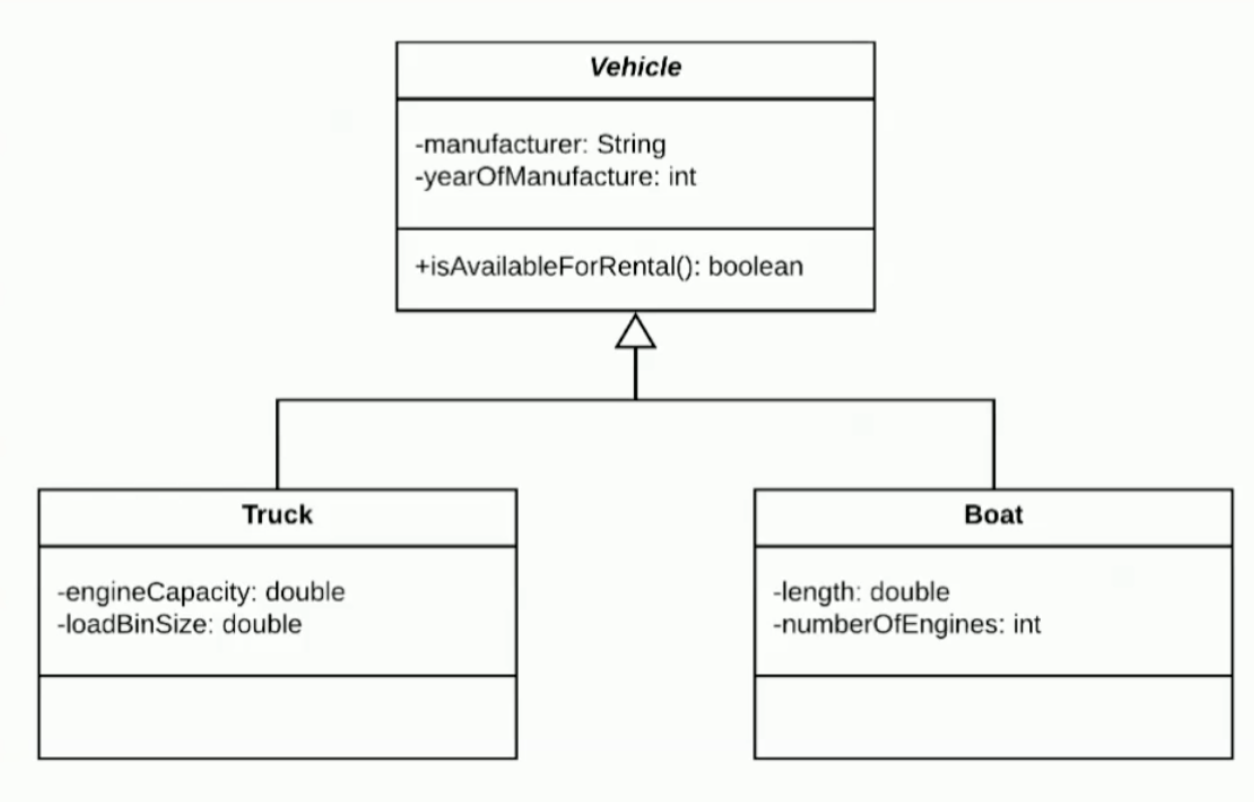 Vehicle
-manufacturer: String
-yearOfManufacture: int
+isAvailableForRental(): boolean
Truck
-engineCapacity: double
-loadBinSize: double
Boat
-length: double
-numberOfEngines: int